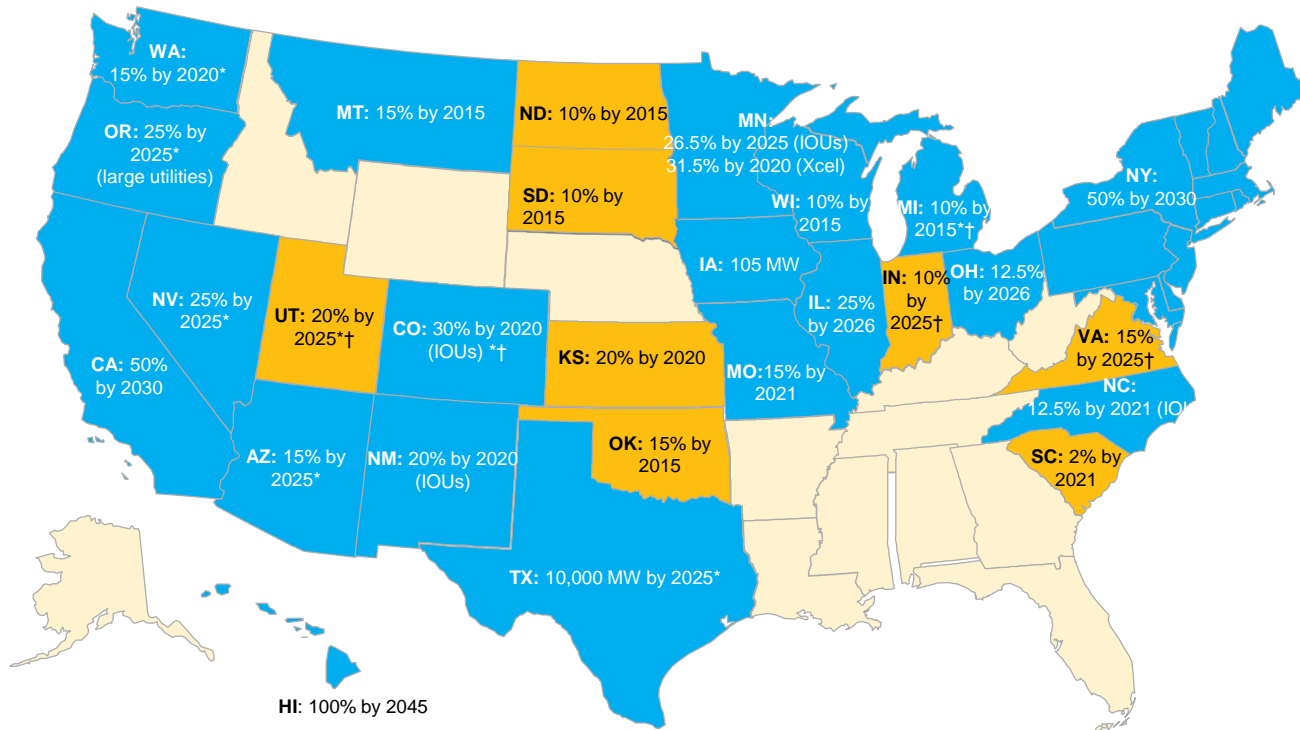 WA:
15% by 2020*
MT: 15% by 2015
ND: 10% by 2015
MN:
26.5% by 2025 (IOUs)
31.5% by 2020 (Xcel)
OR: 25% by
2025*
(large utilities)
SD: 10% by
2015
WI: 10% by
2015
MI: 10% by
2015*†
NY:
50% by 2030
IA: 105 MW
NV: 25% by
2025*
UT: 20% by
2025*†
CO: 30% by 2020
(IOUs) *†
KS: 20% by 2020
IL: 25%
by 2026
IN: 10%
by
2025†
OH: 12.5%
by 2026
VA: 15%
by 2025†
CA: 50%
by 2030
MO:15% by
2021
NC:
12.5% by 2021 (IOU
AZ: 15% by
2025*
NM: 20% by 2020
(IOUs)
OK: 15% by
2015
SC: 2% by
2021
TX: 10,000 MW by 2025*
HI: 100% by 2045